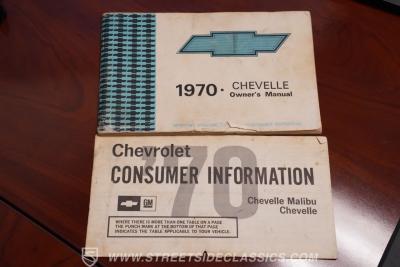 1970 · CHEVELLE
Owner's Manual
Chevrolet
'70
CONSUMER INFORMATION
Chevelle Malibu
Chevelle
GM
WHERE THERE IS MORE THAN ONE TABLE ON A PAGE
THE PUNCH MARK AT THE BOTTOM OF THAT PAGE
INDICATES THE TABLE APPLICABLE TO YOUR VEHICLE.
WWW.STREETSIDECLASSICS.COM